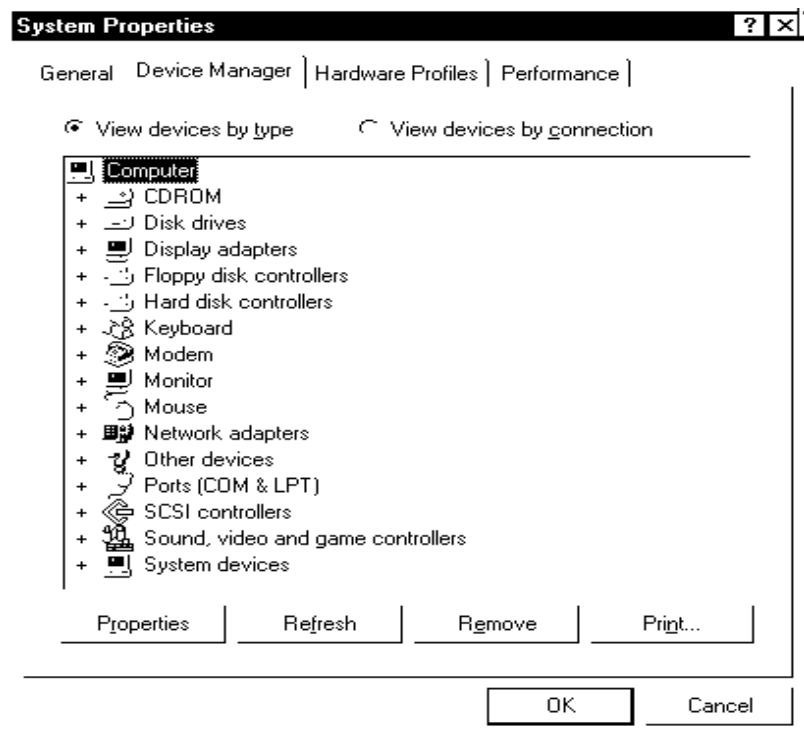 System Properties
General Device Manager Hardware Profiles Performance
View devices by type View devices by connection
Computer
CDROM
Disk drives
Display adapters
Floppy disk controllers
Hard disk controllers
Keyboard
Modem
Monitor
Mouse
Network adapters
Other devices
Ports (COM & LPT)
SCSI controllers
Sound, video and game controllers
System devices
Properties Refresh Remove Print...
OK Cancel